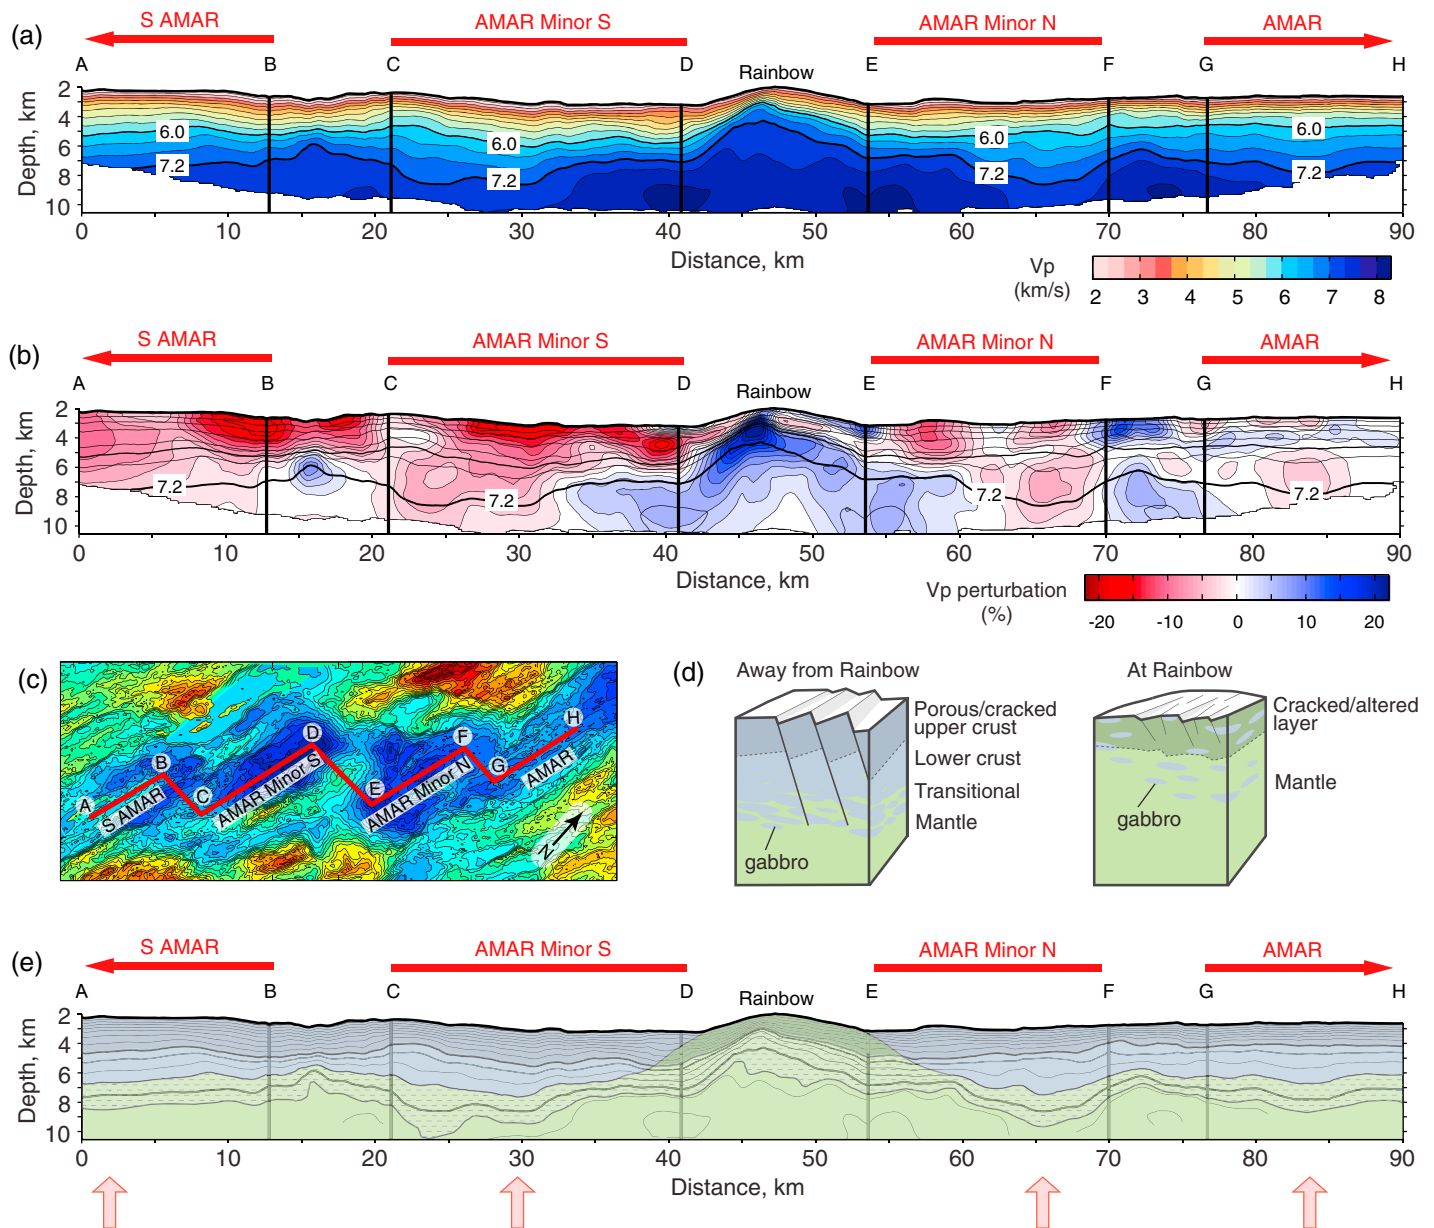 (a)
S AMAR
AMAR Minor S
AMAR Minor N
AMAR
A B C D Rainbow E F G H
Depth, km
2
4
6
8
10
6.0 6.0 6.0 6.0
7.2 7.2 7.2 7.2
0 10 20 30 40 50 60 70 80 90
Distance, km
Vp
(km/s)
2 3 4 5 6 7 8
(b)
S AMAR
AMAR Minor S
AMAR Minor N
AMAR
A B C D Rainbow E F G H
Depth, km
2
4
6
8
10
7.2 7.2 7.2 7.2
0 10 20 30 40 50 60 70 80 90
Distance, km
Vp perturbation
(%)
-20 -10 0 10 20
(c)
A B C D E F G H
S AMAR
AMAR Minor S
AMAR Minor N
AMAR
N
(d)
Away from Rainbow
Porous/cracked
upper crust
Lower crust
Transitional
Mantle
gabbro
At Rainbow
Cracked/altered
layer
Mantle
gabbro
(e)
S AMAR
AMAR Minor S
AMAR Minor N
AMAR
A B C D Rainbow E F G H
Depth, km
2
4
6
8
10
0 10 20 30 40 50 60 70 80 90
Distance, km